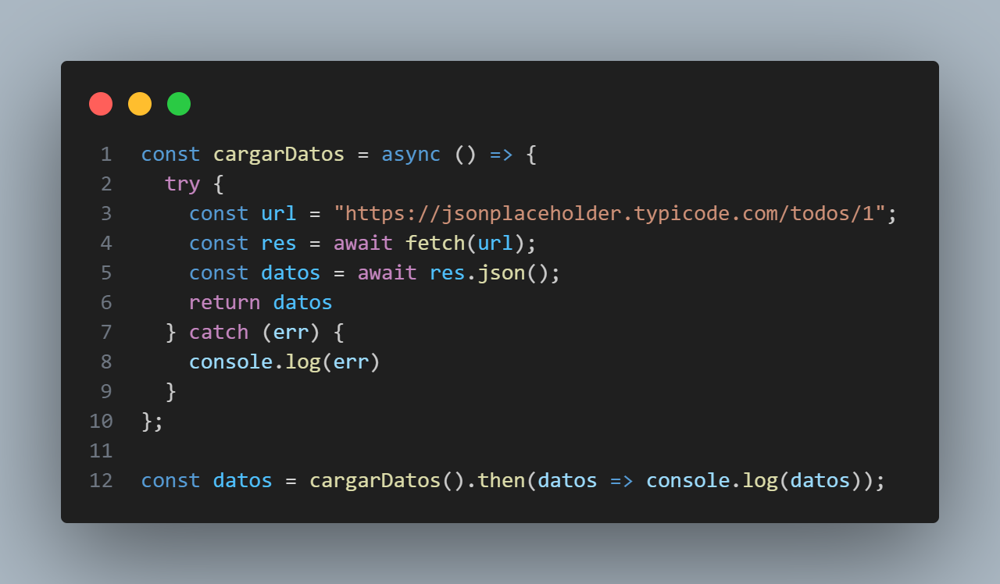 1 const cargarDatos = async () => {
2   try {
3     const url = "https://jsonplaceholder.typicode.com/todos/1";
4     const res = await fetch(url);
5     const datos = await res.json();
6     return datos
7   } catch (err) {
8     console.log(err)
9   }
10 };
11
12 const datos = cargarDatos().then(datos => console.log(datos));